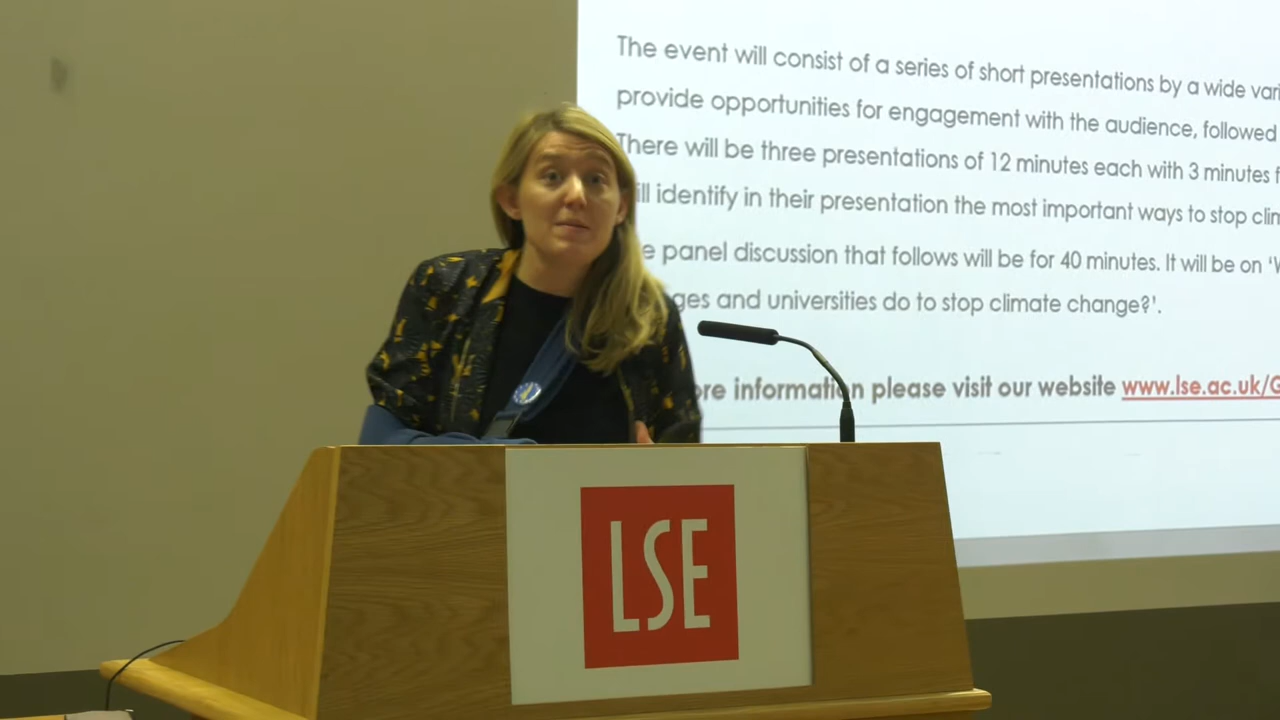 The event will consist of a series of short presentations by a wide vari
provide opportunities for engagement with the audience, followed
There will be three presentations of 12 minutes each with 3 minutes f
ill identify in their presentation the most important ways to stop clim
e panel discussion that follows will be for 40 minutes. It will be on 'W
ges and universities do to stop climate change?'.
ore information please visit our website www.lse.ac.uk/G
LSE